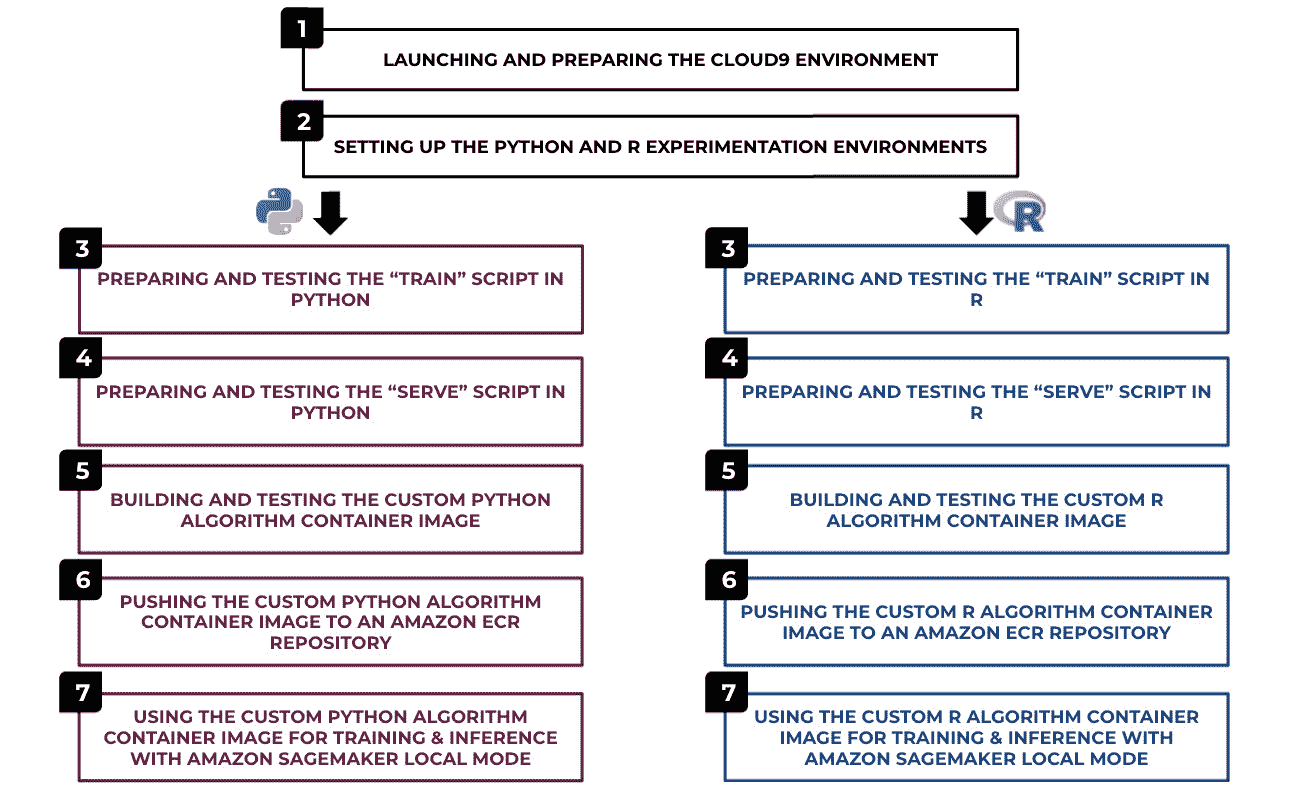 1
LAUNCHING AND PREPARING THE CLOUD9 ENVIRONMENT
2
SETTING UP THE PYTHON AND R EXPERIMENTATION ENVIRONMENTS
R
3
PREPARING AND TESTING THE “TRAIN” SCRIPT IN
PYTHON
4
PREPARING AND TESTING THE “SERVE” SCRIPT IN
PYTHON
5
BUILDING AND TESTING THE CUSTOM PYTHON
ALGORITHM CONTAINER IMAGE
6
PUSHING THE CUSTOM PYTHON ALGORITHM
CONTAINER IMAGE TO AN AMAZON ECR
REPOSITORY
7
USING THE CUSTOM PYTHON ALGORITHM
CONTAINER IMAGE FOR TRAINING & INFERENCE
WITH AMAZON SAGEMAKER LOCAL MODE
3
PREPARING AND TESTING THE “TRAIN” SCRIPT IN
R
4
PREPARING AND TESTING THE “SERVE” SCRIPT IN
R
5
BUILDING AND TESTING THE CUSTOM R
ALGORITHM CONTAINER IMAGE
6
PUSHING THE CUSTOM R ALGORITHM CONTAINER
IMAGE TO AN AMAZON ECR REPOSITORY
7
USING THE CUSTOM R ALGORITHM CONTAINER
IMAGE FOR TRAINING & INFERENCE WITH
AMAZON SAGEMAKER LOCAL MODE